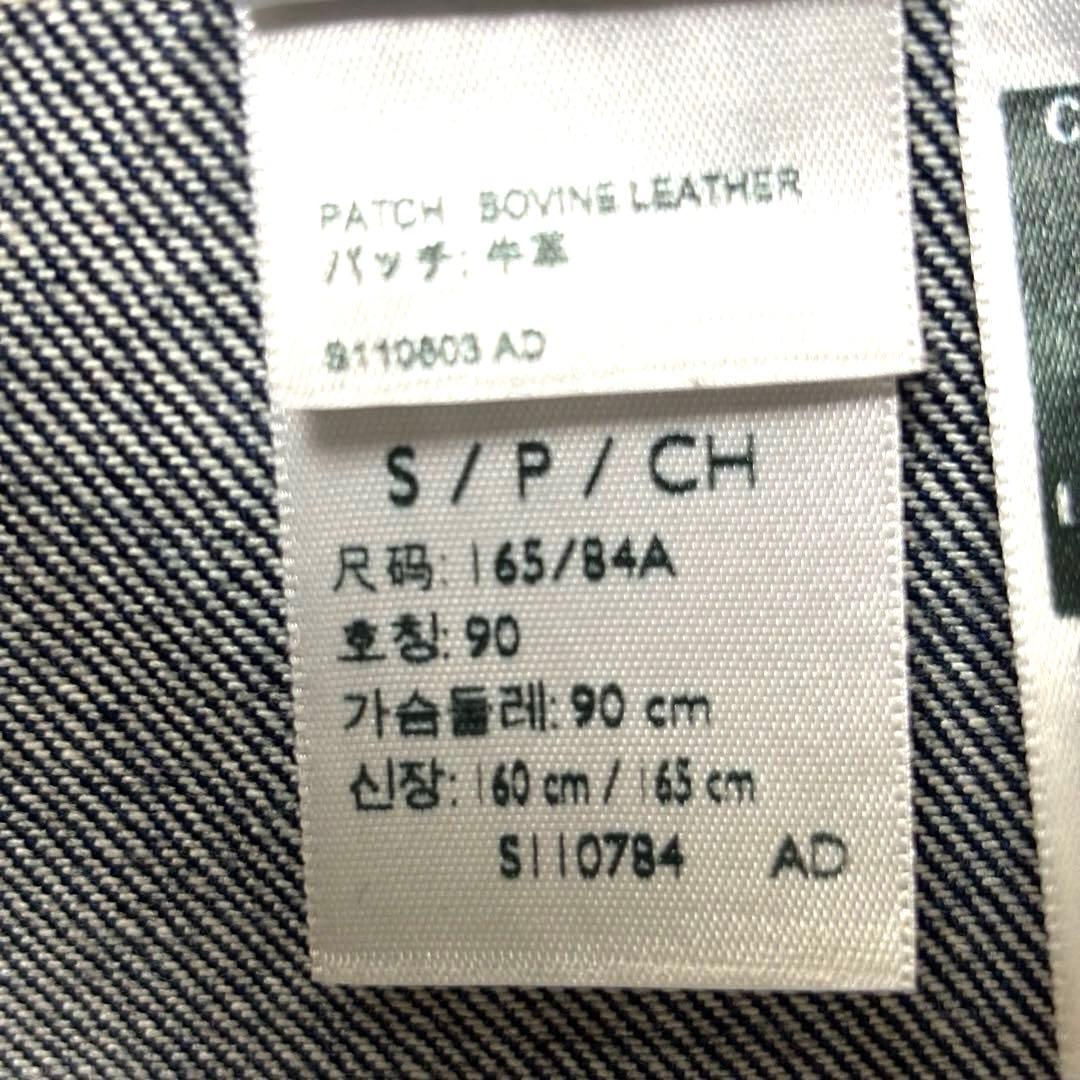 PATCH BOVINE LEATHER
パッチ: 牛革
S110803 AD
S / P / CH
尺码: 165/84A
호칭: 90
가슴둘레: 90 cm
신장: 160 cm / 165 cm
S110784 AD